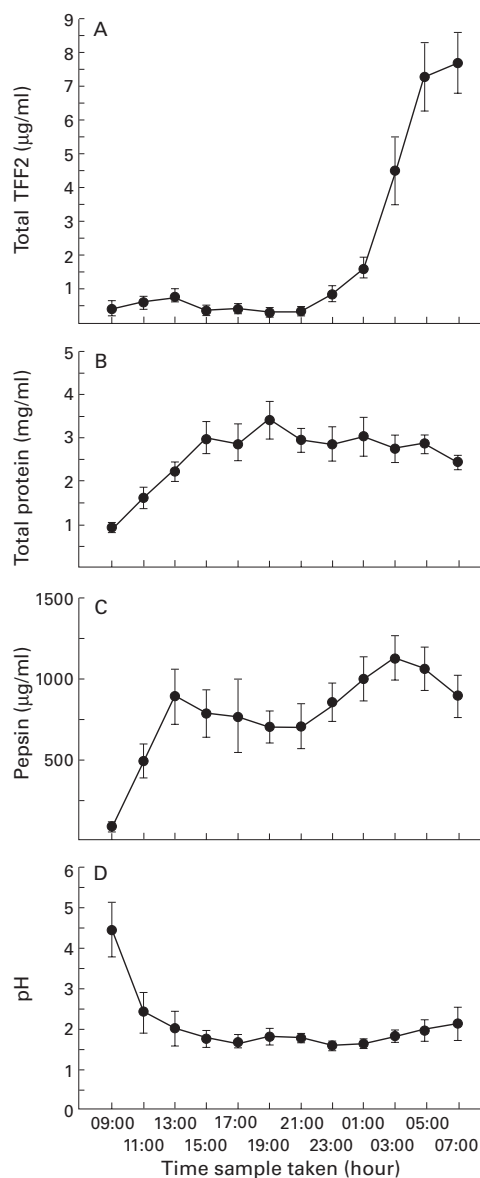 A
9
8
7
6
5
4
3
2
1
Total TFF2 (μg/ml)
B
5
4
3
2
1
Total protein (mg/ml)
C
1500
1000
500
Pepsin (μg/ml)
D
6
5
4
3
2
1
0
pH
09:00 13:00 17:00 21:00 01:00 05:00
11:00 15:00 19:00 23:00 03:00 07:00
Time sample taken (hour)